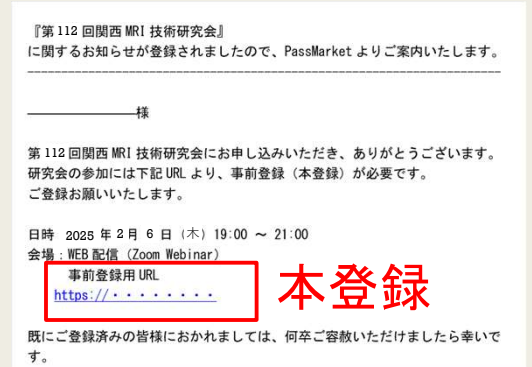 『第112回関西MRI技術研究会』
に関するお知らせが登録されましたので、PassMarketよりご案内いたします。
--------------------------------------------------------------------
――――――――様
第112回関西MRI技術研究会にお申し込みいただき、ありがとうございます。
研究会の参加には下記URLより、事前登録（本登録）が必要です。
ご登録お願いいたします。
日時 2025年2月6日（木）19:00 ～ 21:00
会場：WEB配信（Zoom Webinar）
事前登録用URL
https://・・・・・・・・
本登録
既にご登録済みの皆様におかれましては、何卒ご容赦いただけましたら幸いで
す。